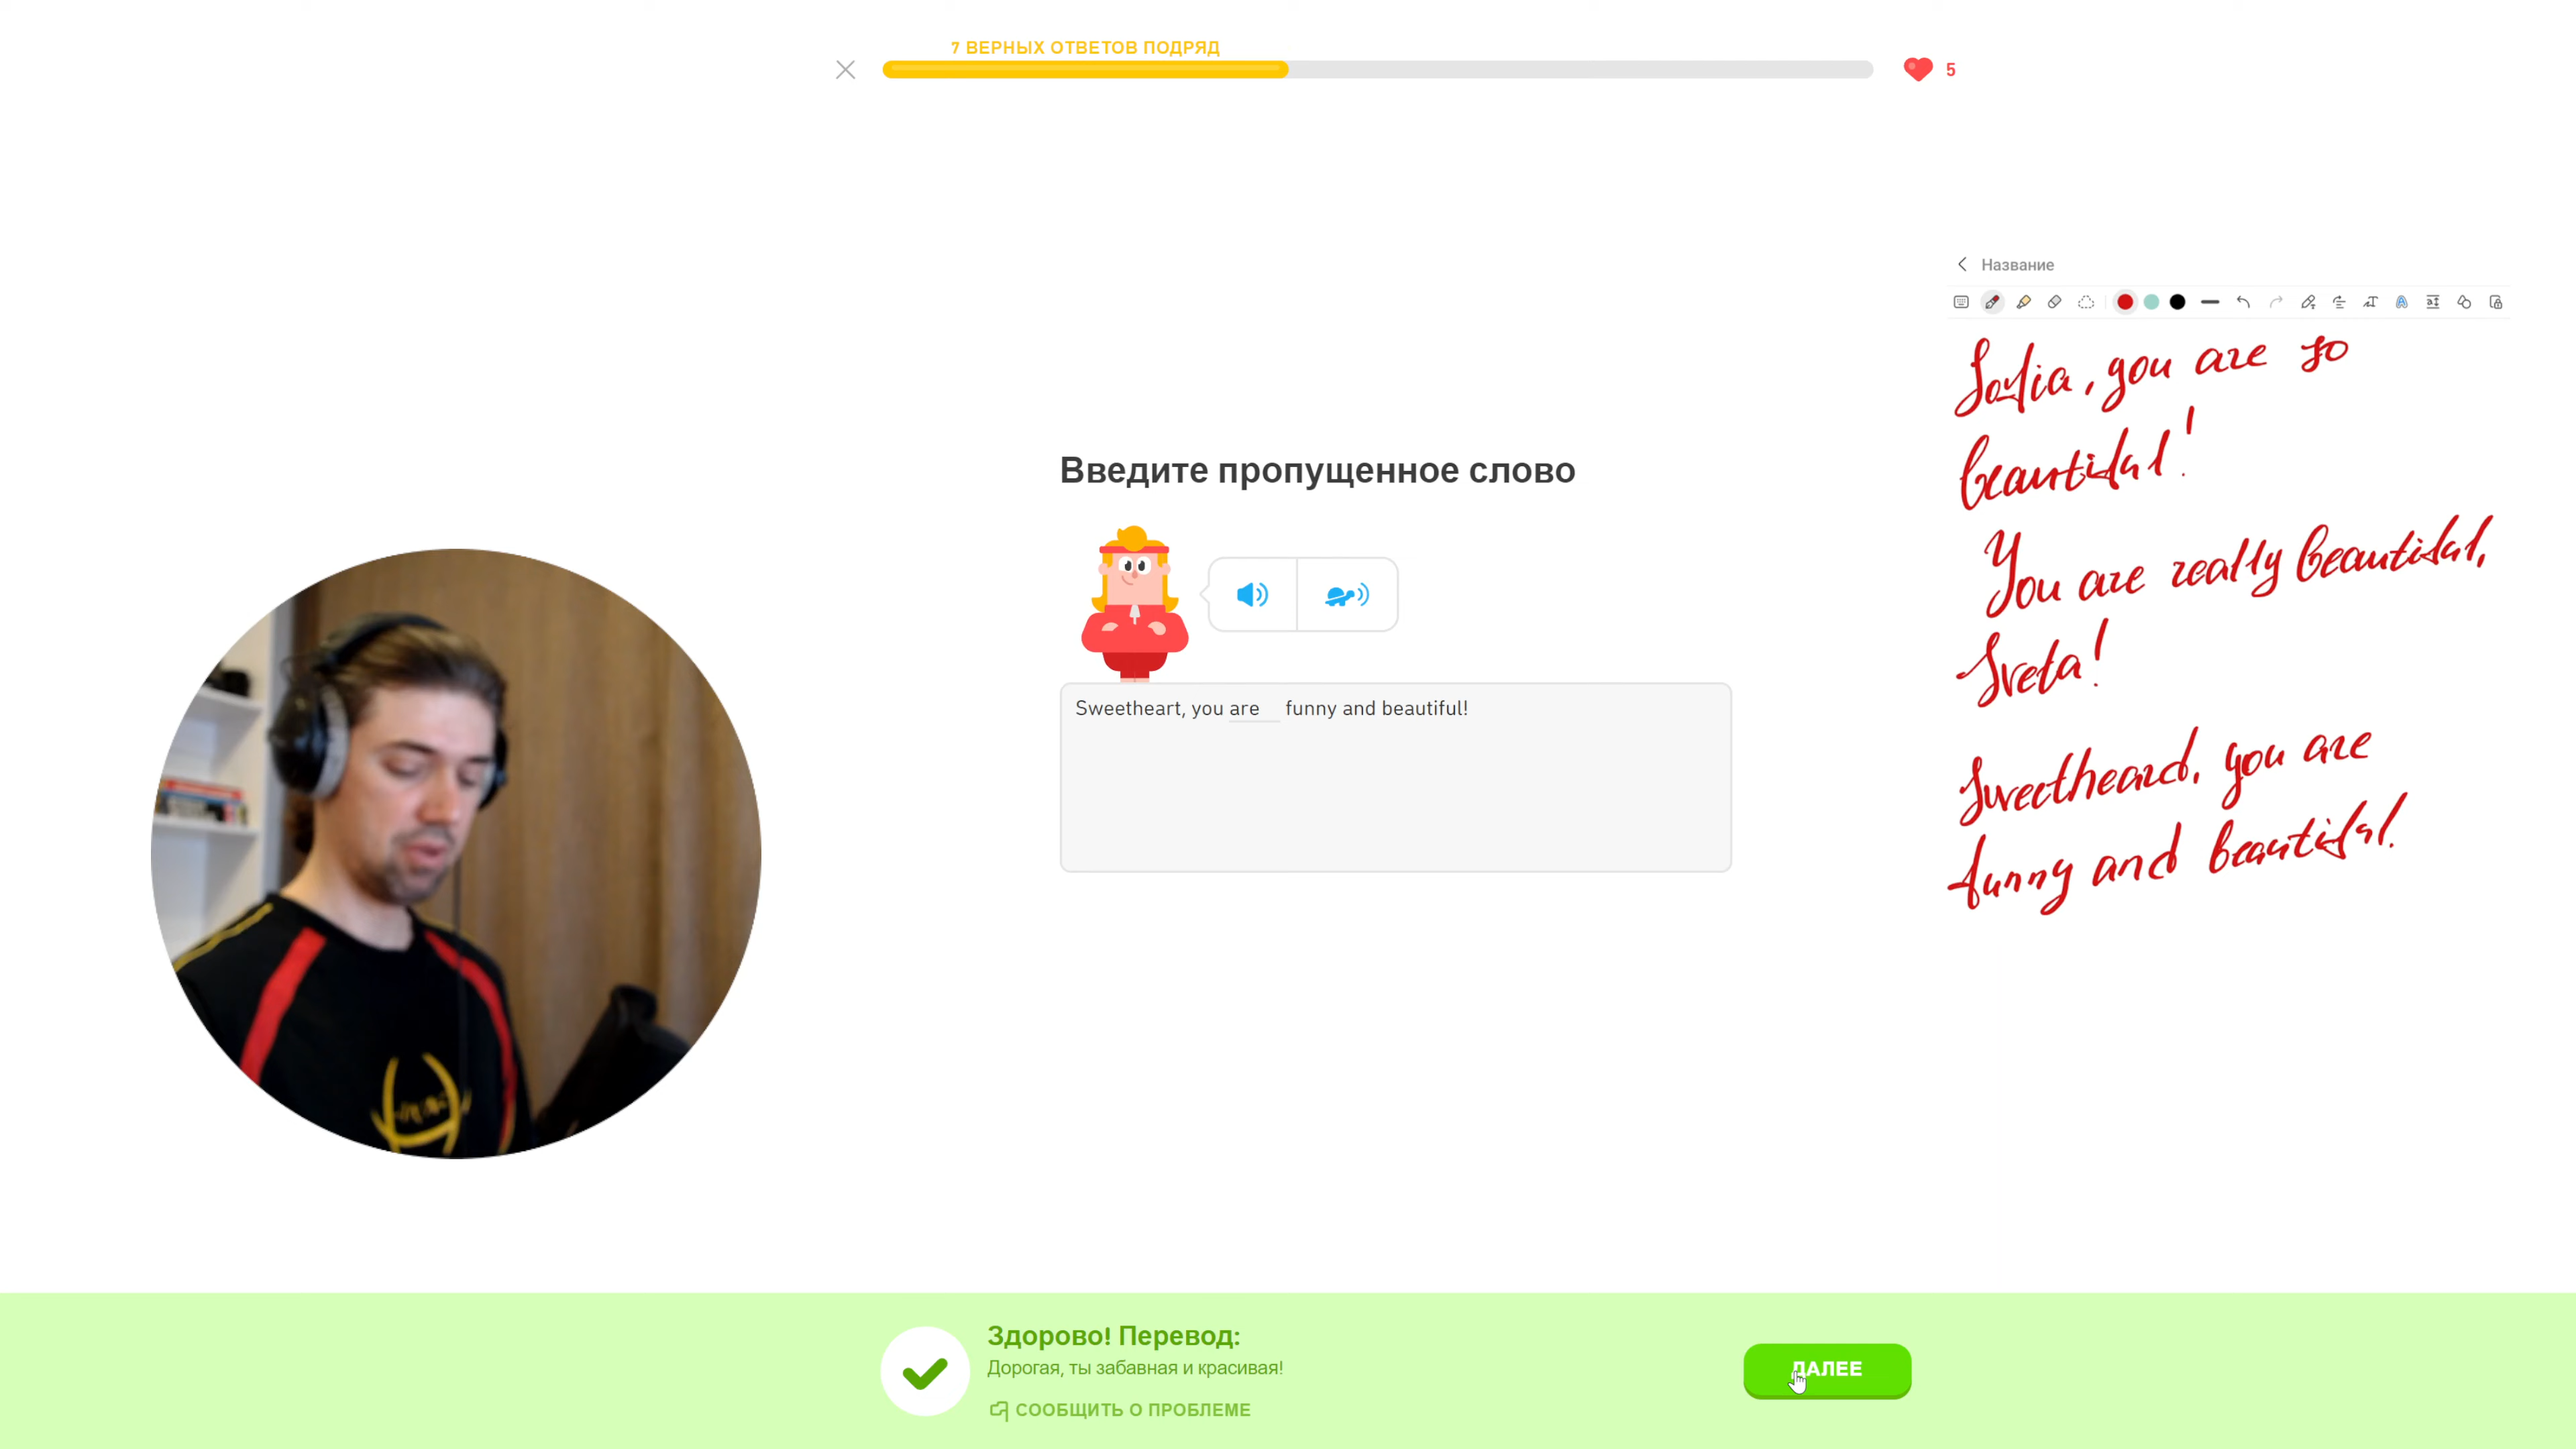 7 ВЕРНЫХ ОТВЕТОВ ПОДРЯД
5
Название
Sofia, you are so
beautiful!
You are really beautiful,
Sveta!
Sweetheard, you are
funny and beautiful.
Введите пропущенное слово
Sweetheart, you are funny and beautiful!
Здорово! Перевод:
Дорогая, ты забавная и красивая!
СООБЩИТЬ О ПРОБЛЕМЕ
ДАЛЕЕ